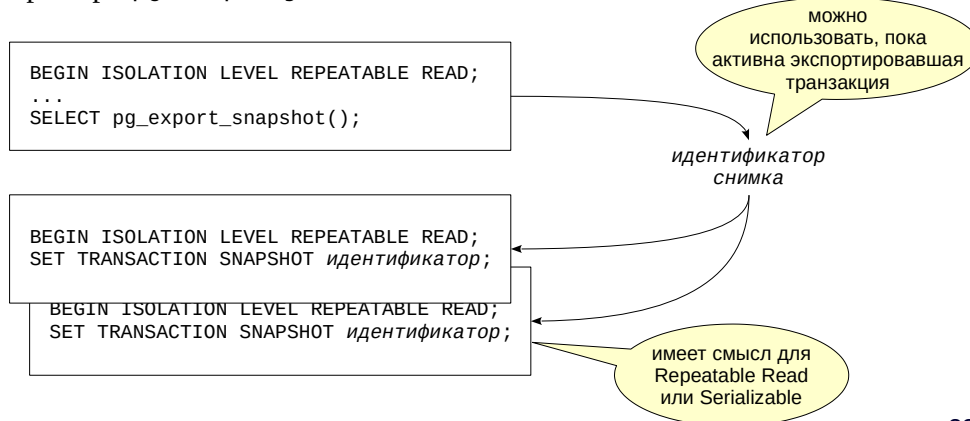 можно
использовать, пока
активна экспортировавшая
транзакция
BEGIN ISOLATION LEVEL REPEATABLE READ;
...
SELECT pg_export_snapshot();
идентификатор
снимка
BEGIN ISOLATION LEVEL REPEATABLE READ;
SET TRANSACTION SNAPSHOT идентификатор;
BEGIN ISOLATION LEVEL REPEATABLE READ;
SET TRANSACTION SNAPSHOT идентификатор;
имеет смысл для
Repeatable Read
или Serializable